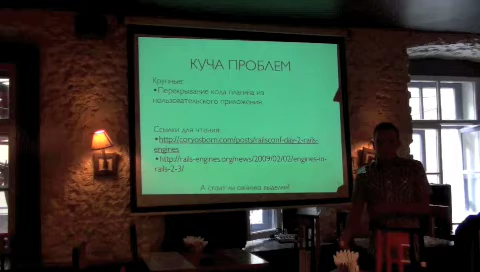 КУЧА ПРОБЛЕМ
Крупные:
•Перекрывание кода плагина из
пользовательского приложения.
Ссылки для чтения:
•http://coryosborn.com/posts/railsconf-day-2-rails-
engines
•http://rails-engines.org/news/2009/02/02/engines-in-
rails-2-3/
А стоит ли овчинка выделки?